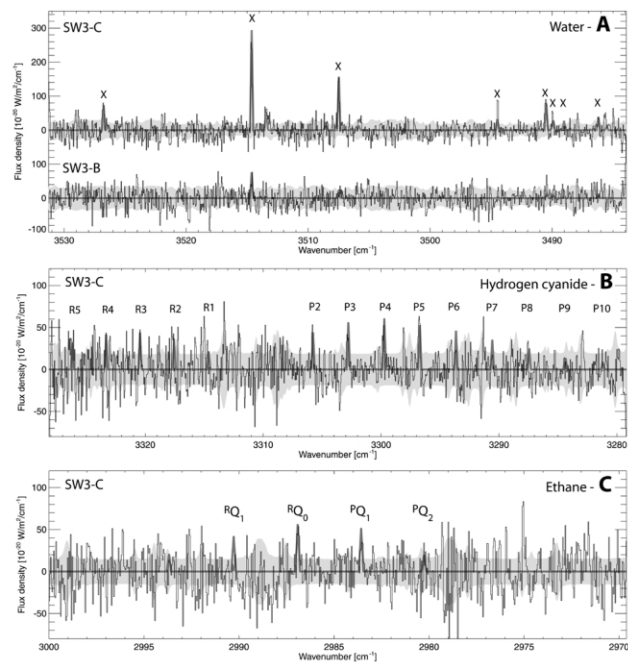 SW3-C
Water - A
X X X X X X X X
300
200
100
0
Flux density [10⁻²⁰ W/m²/cm⁻¹]
SW3-B
100
0
-100
Flux density
3530 3520 3510 3500 3490
Wavenumber [cm⁻¹]
SW3-C
Hydrogen cyanide - B
R5 R4 R3 R2 R1 P2 P3 P4 P5 P6 P7 P8 P9 P10
100
50
0
-50
Flux density [10⁻²⁰ W/m²/cm⁻¹]
3320 3310 3300 3290 3280
Wavenumber [cm⁻¹]
SW3-C
Ethane - C
ᴿQ₁ ᴿQ₀ ᴾQ₁ ᴾQ₂
100
50
0
-50
Flux density [10⁻²⁰ W/m²/cm⁻¹]
3000 2995 2990 2985 2980 2975 2970
Wavenumber [cm⁻¹]